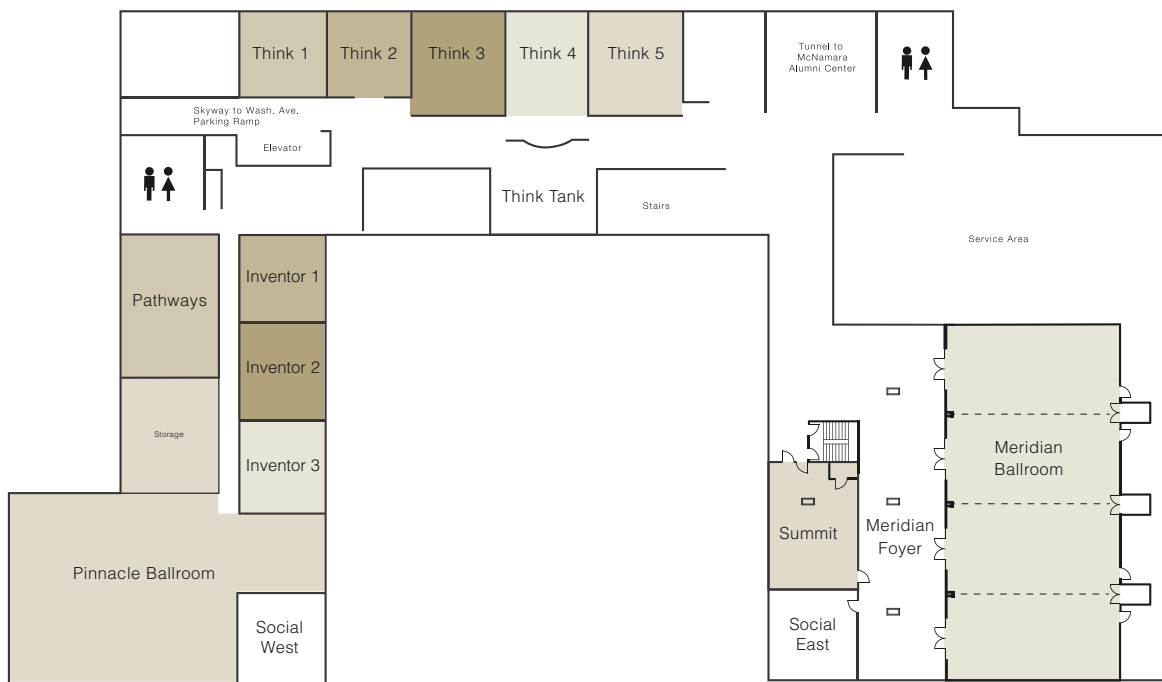 Think 1
Think 2
Think 3
Think 4
Think 5
Tunnel to
McNamara
Alumni Center
Skyway to Wash. Ave.
Parking Ramp
Elevator
Think Tank
Stairs
Service Area
Pathways
Inventor 1
Inventor 2
Storage
Inventor 3
Meridian
Ballroom
Summit
Meridian
Foyer
Pinnacle Ballroom
Social
West
Social
East